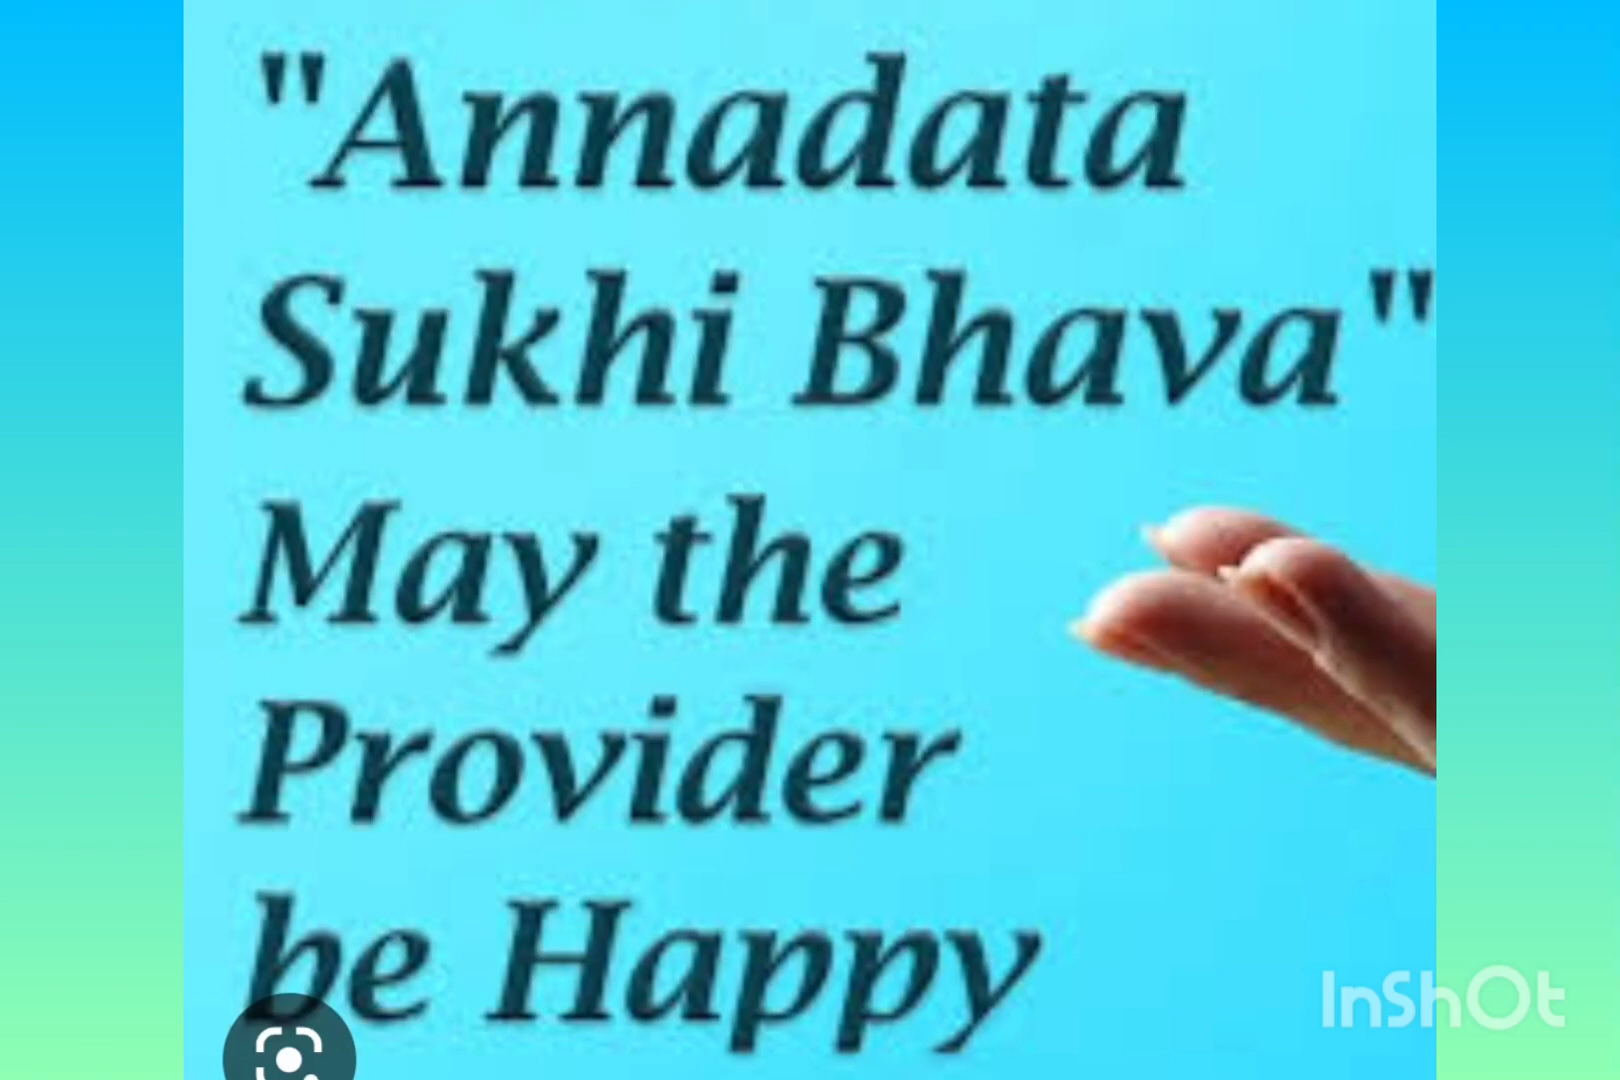 "Annadata
Sukhi Bhava"
May the
Provider
be Happy
InShOt